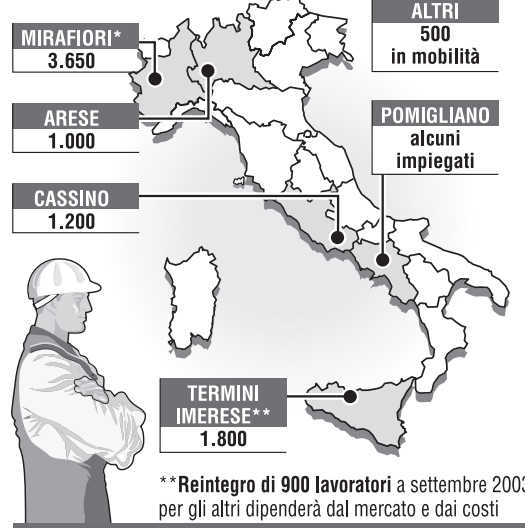 ALTRI
500
in mobilità
MIRAFIORI*
3.650
ARESE
1.000
POMIGLIANO
alcuni
impiegati
CASSINO
1.200
TERMINI
IMERESE**
1.800
**Reintegro di 900 lavoratori a settembre 2003
per gli altri dipenderà dal mercato e dai costi